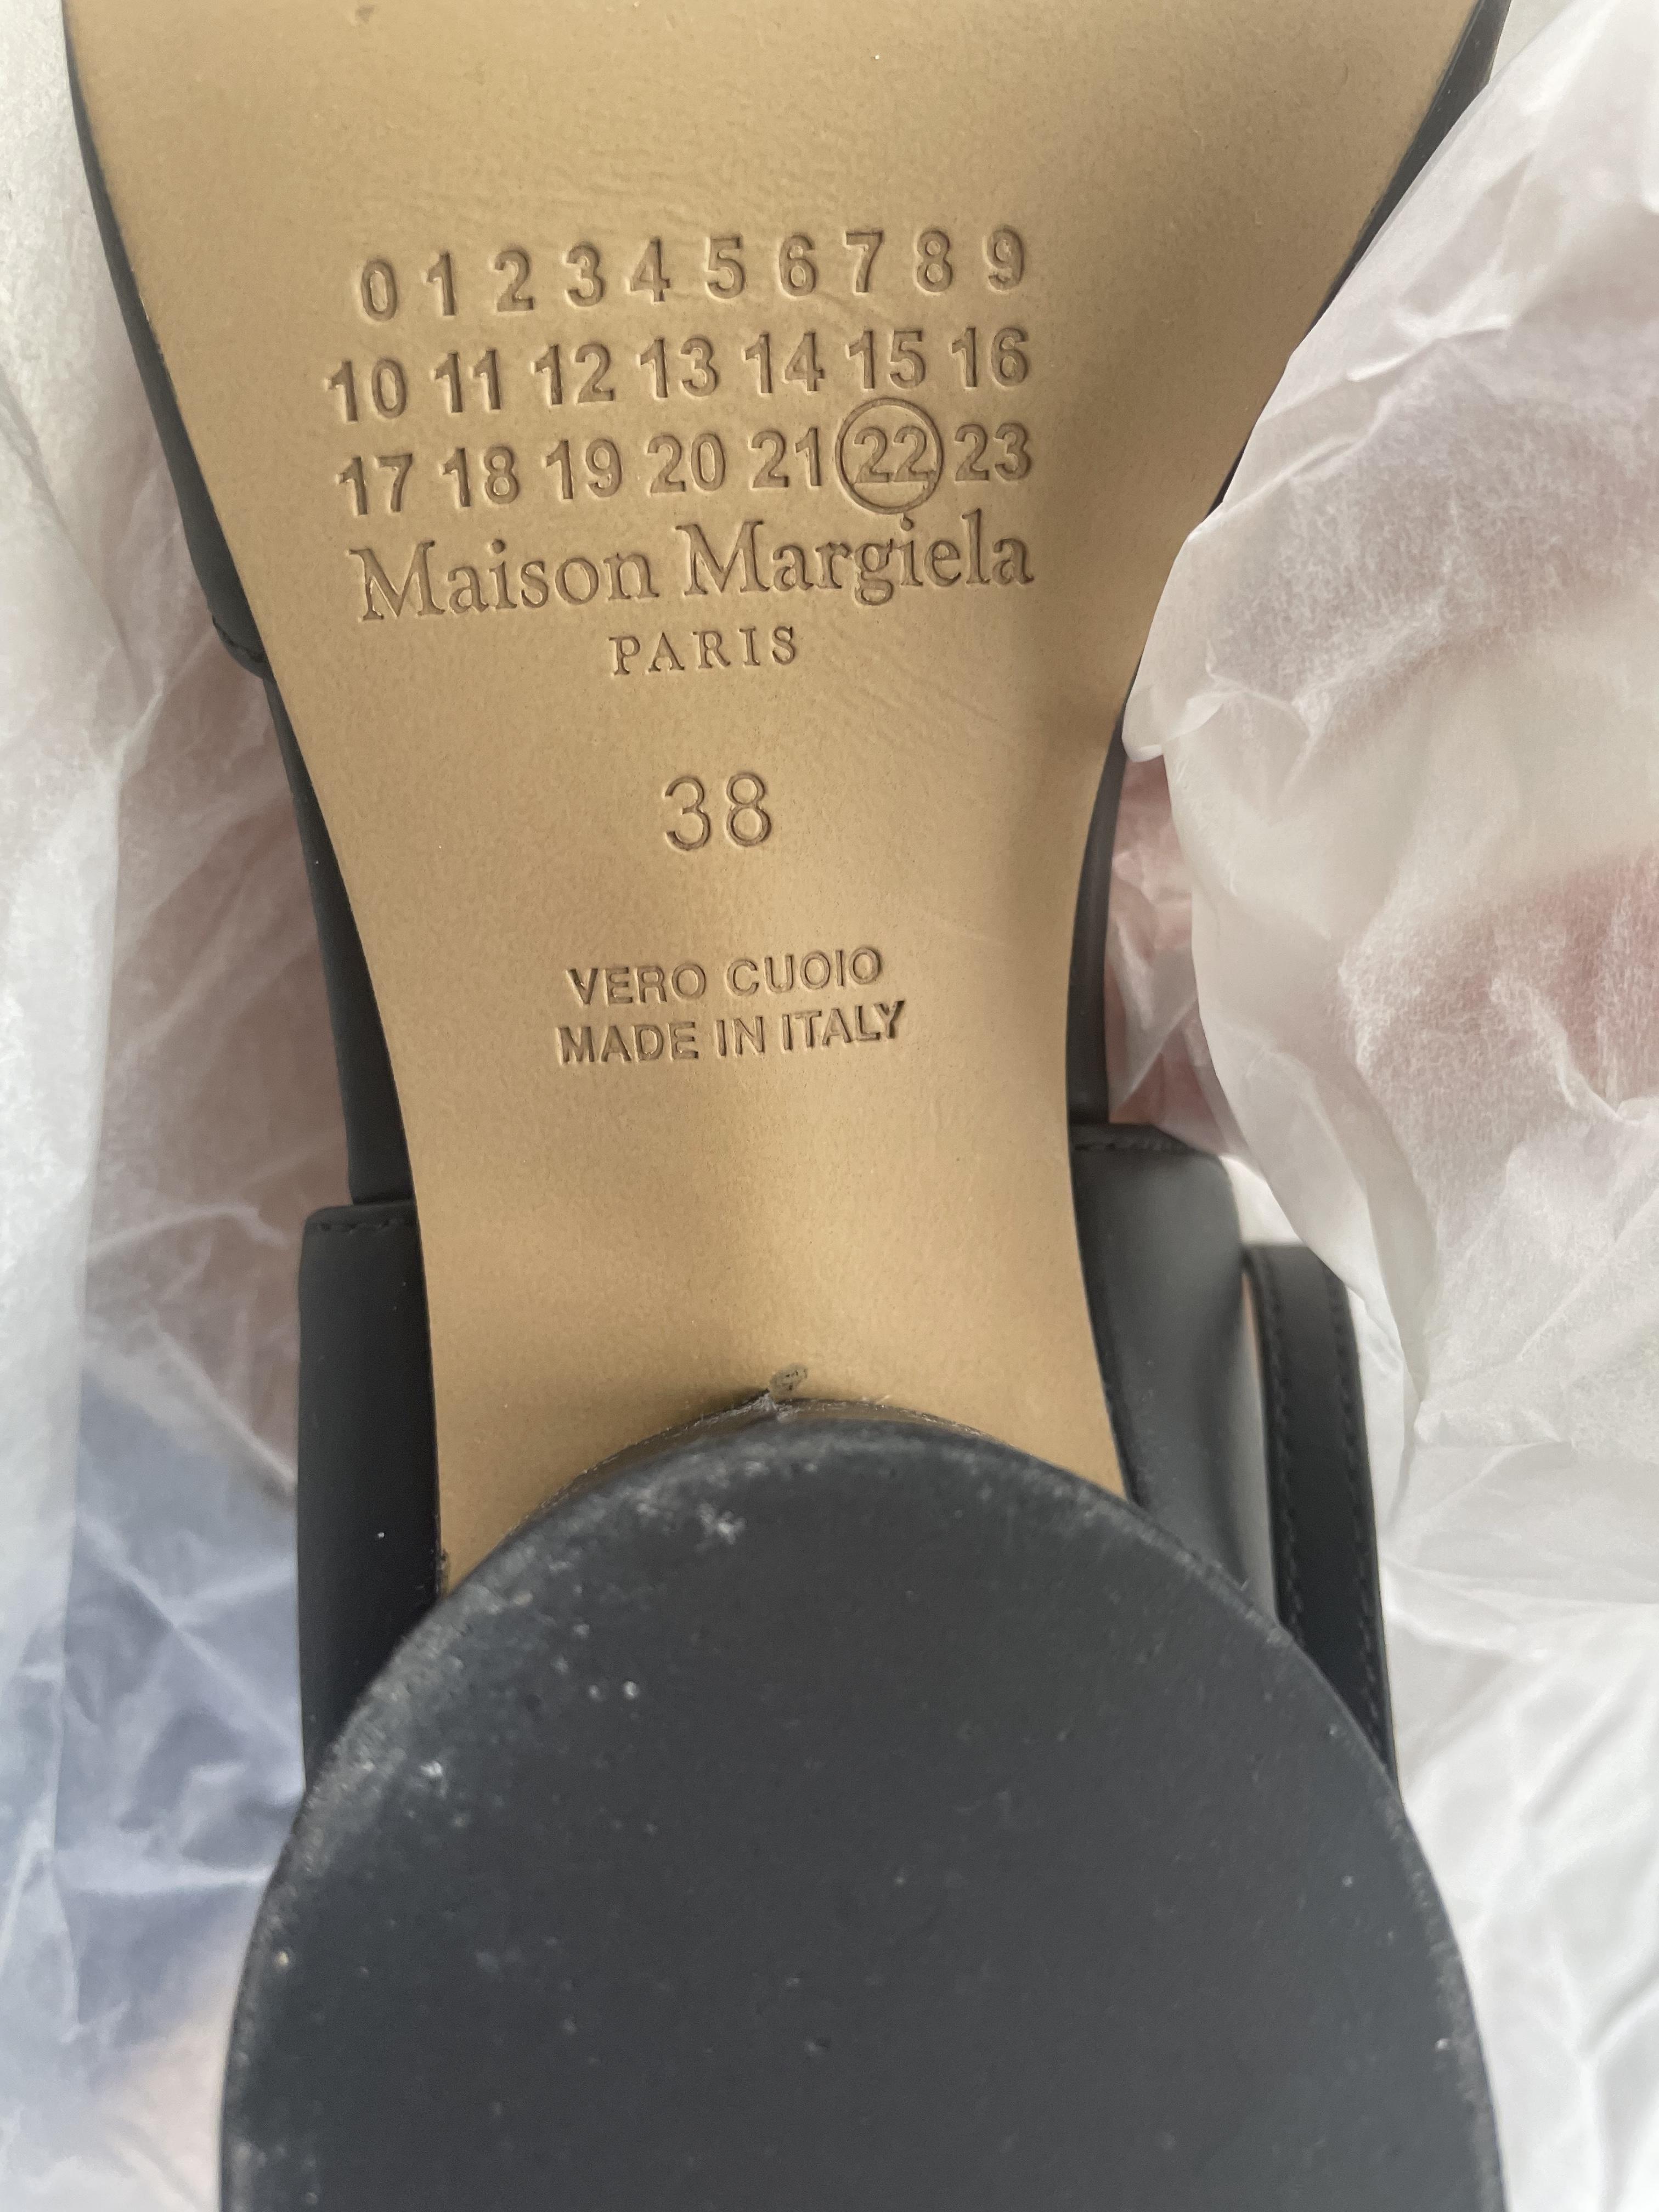 0 1 2 3 4 5 6 7 8 9
10 11 12 13 14 15 16
17 18 19 20 21 22 23
Maison Margiela
PARIS
38
VERO CUOIO
MADE IN ITALY